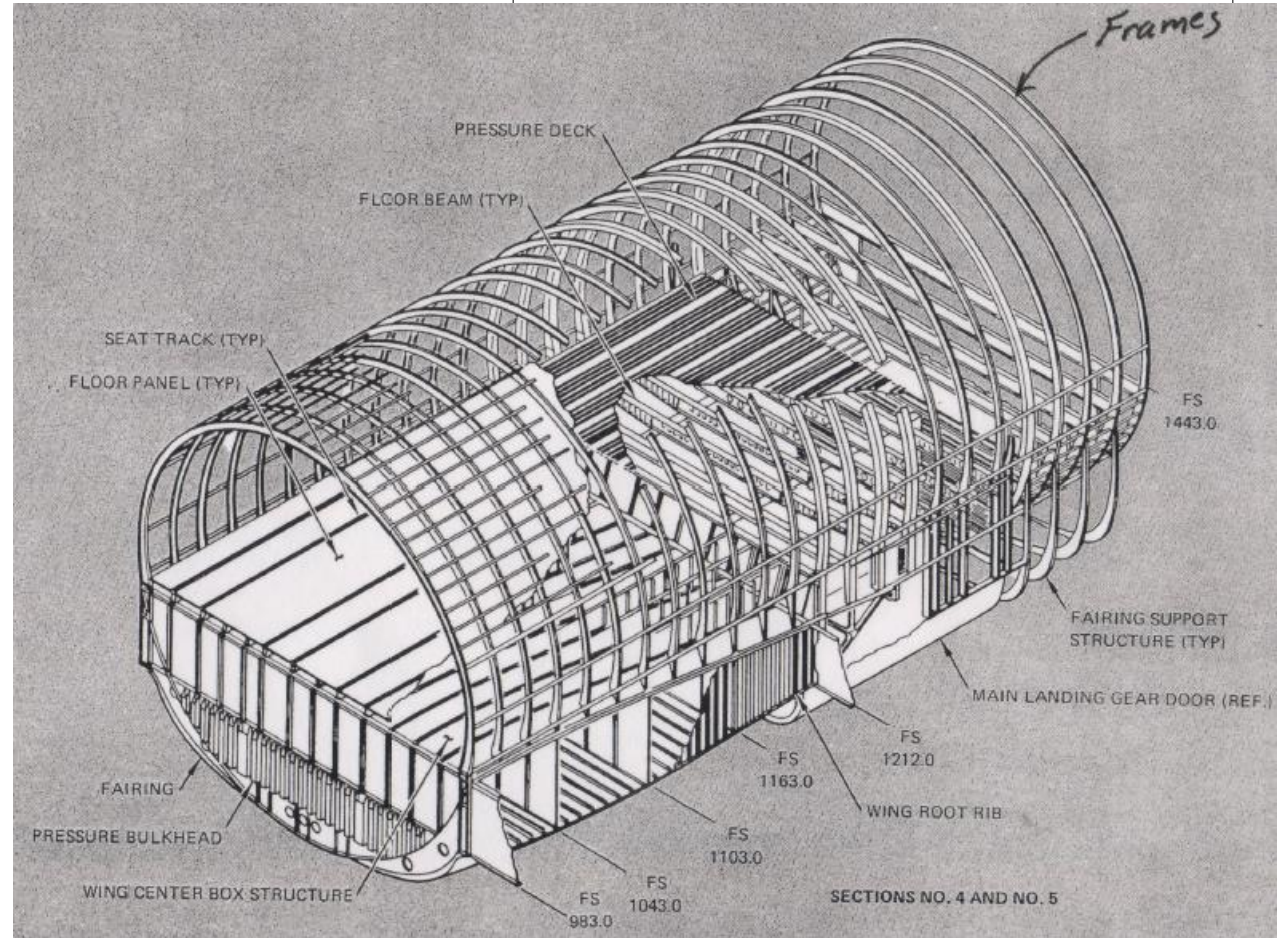 Frames
PRESSURE DECK
FLOOR BEAM (TYP)
SEAT TRACK (TYP)
FLOOR PANEL (TYP)
FS
1443.0
FAIRING SUPPORT
STRUCTURE (TYP)
MAIN LANDING GEAR DOOR (REF.)
FS
1212.0
FS
1163.0
WING ROOT RIB
FAIRING
PRESSURE BULKHEAD
FS
1103.0
WING CENTER BOX STRUCTURE
FS
1043.0
FS
983.0
SECTIONS NO. 4 AND NO. 5